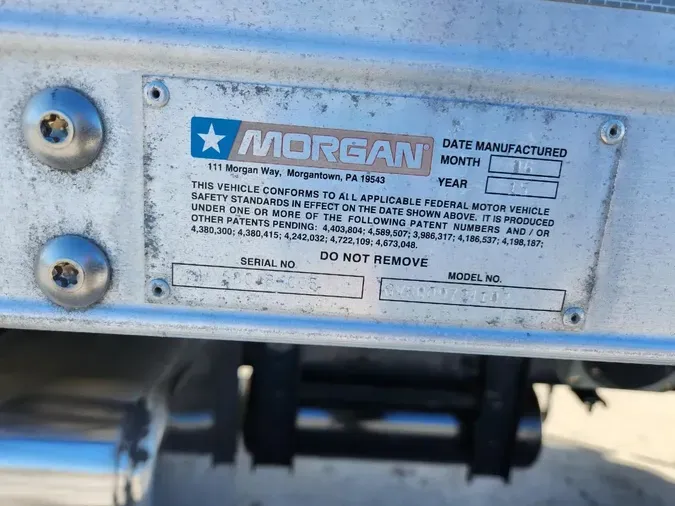 MORGAN
111 Morgan Way, Morgantown, PA 19543
DATE MANUFACTURED
MONTH
YEAR
THIS VEHICLE CONFORMS TO ALL APPLICABLE FEDERAL MOTOR VEHICLE
SAFETY STANDARDS IN EFFECT ON THE DATE SHOWN ABOVE. IT IS PRODUCED
UNDER ONE OR MORE OF THE FOLLOWING PATENT NUMBERS AND / OR
OTHER PATENTS PENDING: 4,403,804; 4,589,507; 3,986,317; 4,186,537; 4,198,187;
4,380,300; 4,380,415; 4,242,032; 4,722,109; 4,673,048.
DO NOT REMOVE
SERIAL NO.
MODEL NO.